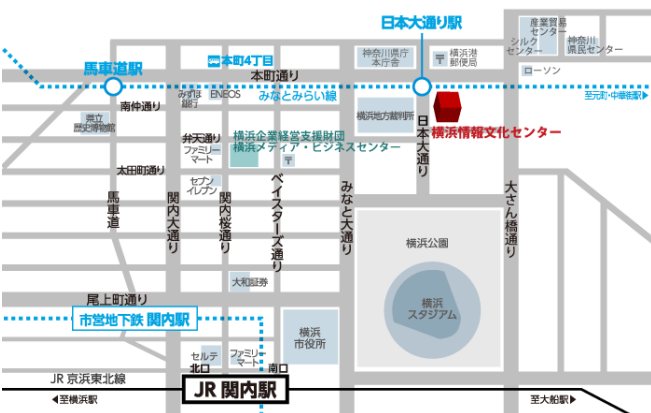 日本大通り駅
産業貿易
センター
シルク
センター
神奈川
県民センター
神奈川県庁
本庁舎
横浜港
郵便局
ローソン
本町4丁目
馬車道駅
本町通り
みなとみらい線
至元町・中華街駅▶
みずほ
銀行
ENEOS
南仲通り
県立
歴史博物館
横浜地方裁判所
日本大通り
横浜情報文化センター
弁天通り
ファミリー
マート
横浜企業経営支援財団
横浜メディア・ビジネスセンター
〒
太田町通り
セブン
イレブン
馬車道
関内大通り
関内桜通り
ベイスターズ通り
みなと大通り
大さん橋通り
横浜公園
横浜
スタジアム
大和証券
尾上町通り
市営地下鉄 関内駅
横浜
市役所
セルテ
ファミリー
マート
北口
南口
JR 京浜東北線
JR 関内駅
◀至横浜駅
至大船駅▶